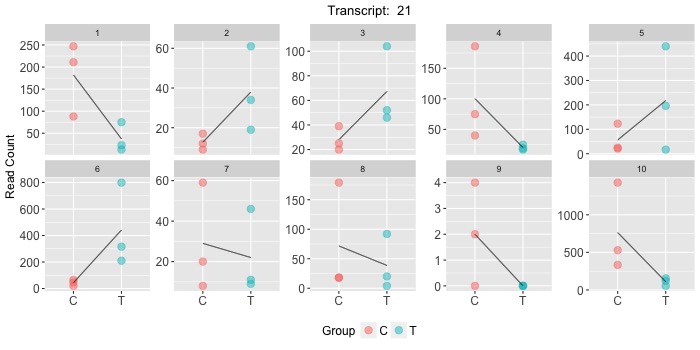 Transcript: 21
1 2 3 4 5
250 200 150 100 50
60 40 20
100 80 60 40 20
150 100 50
400 300 200 100 0
Read Count
6 7 8 9 10
800 600 400 200 0
60 40 20
150 100 50 0
4 3 2 1 0
1000 500 0
C T C T C T C T C T
Group C T